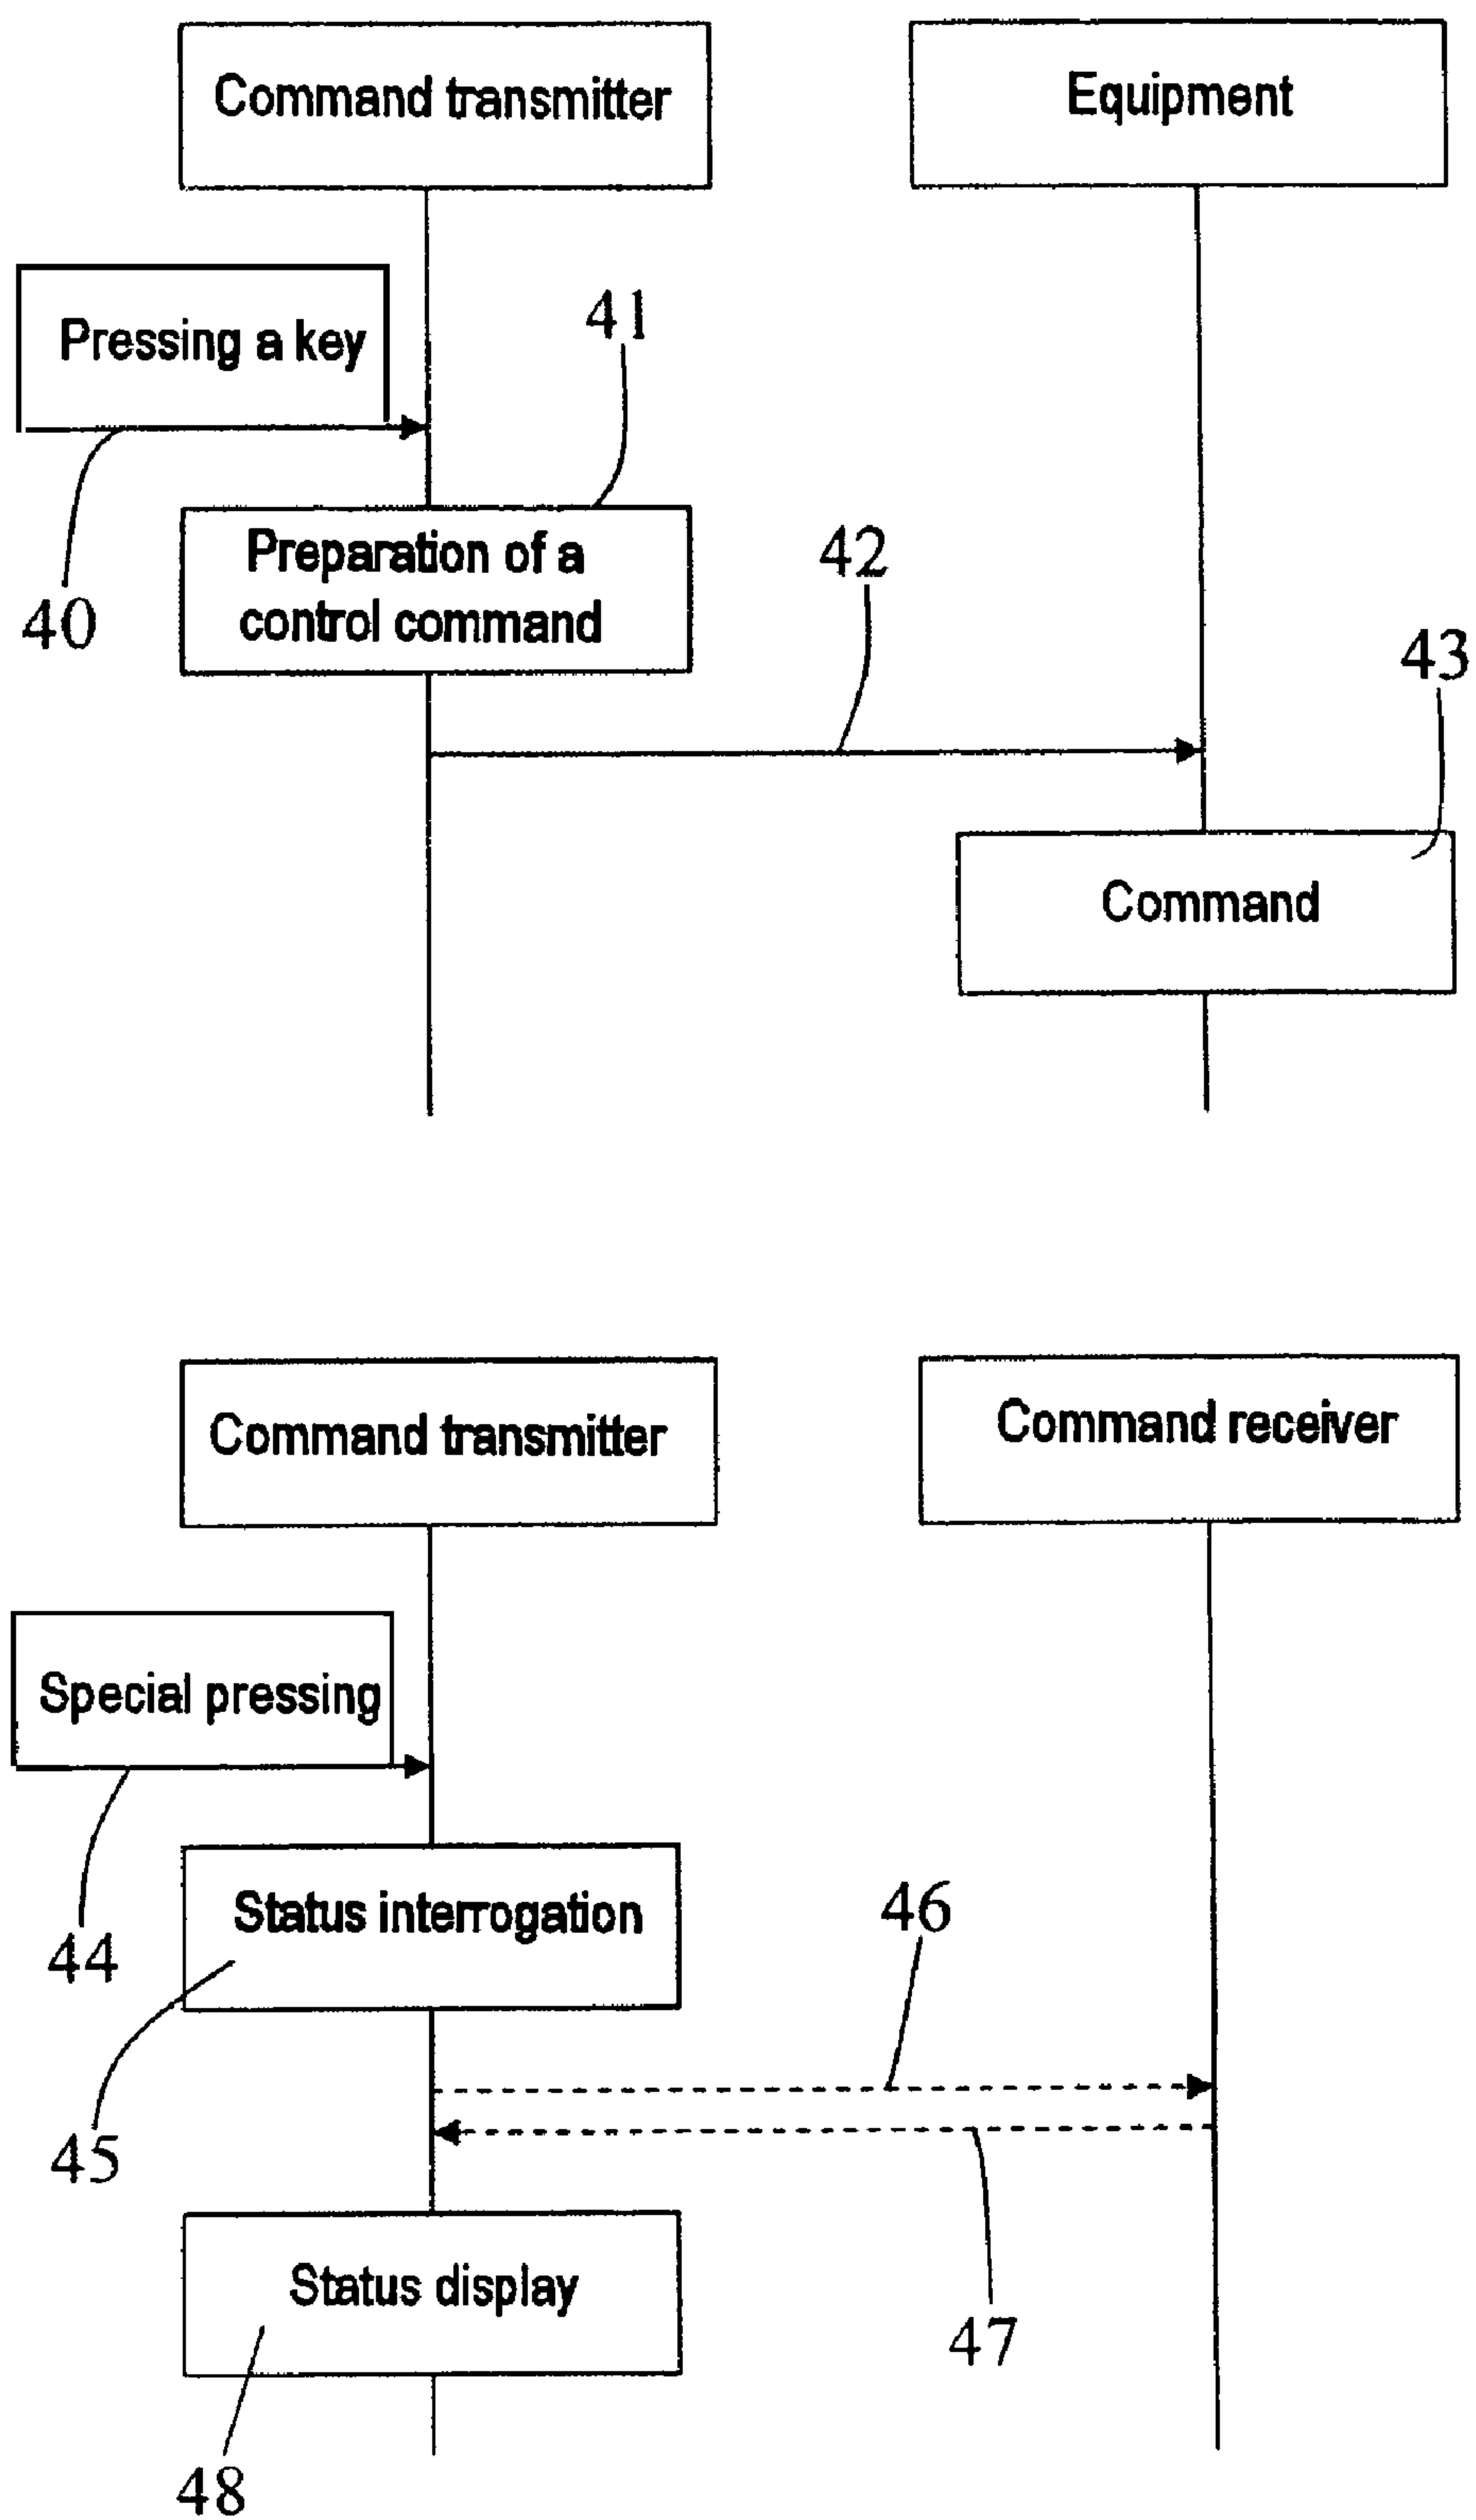 Command transmitter
Equipment
Pressing a key
41
40
Preparation of a
control command
42
43
Command
Command transmitter
Command receiver
Special pressing
44
Status interrogation
46
45
Status display
47
48